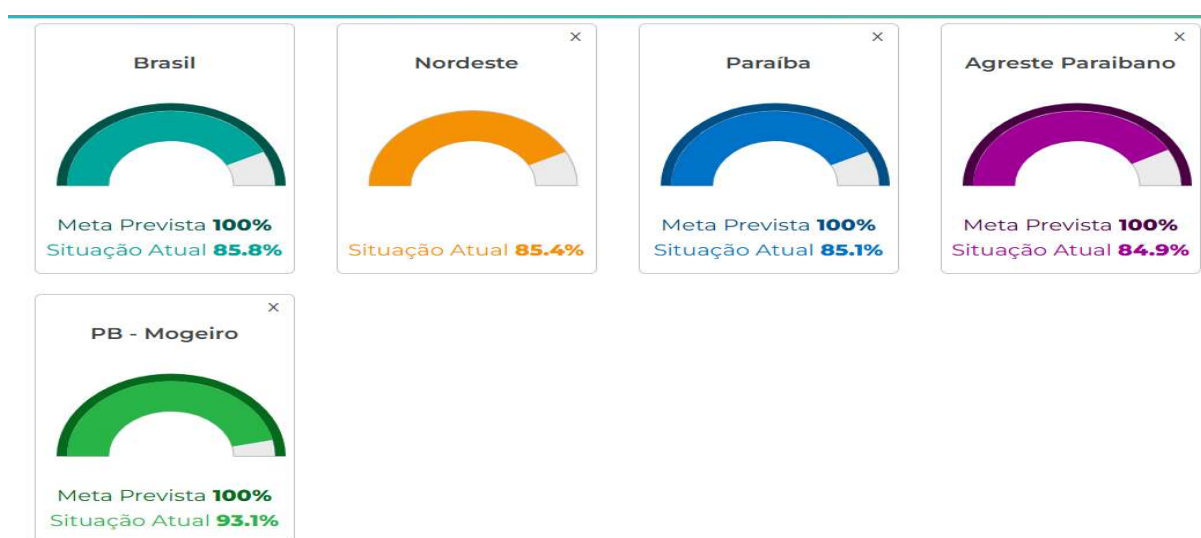 Brasil
Meta Prevista 100%
Situação Atual 85.8%
×
Nordeste
Situação Atual 85.4%
×
Paraíba
Meta Prevista 100%
Situação Atual 85.1%
×
Agreste Paraibano
Meta Prevista 100%
Situação Atual 84.9%
×
PB - Mogeiro
Meta Prevista 100%
Situação Atual 93.1%